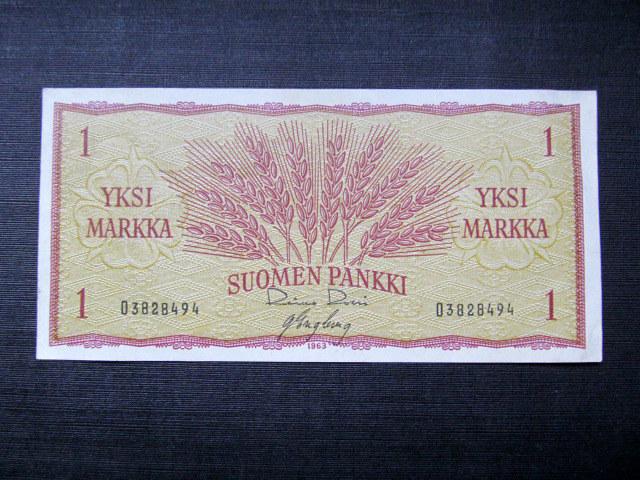 1 1
YKSI MARKKA
YKSI MARKKA
SUOMEN PANKKI
1 03828494
03828494 1
1963